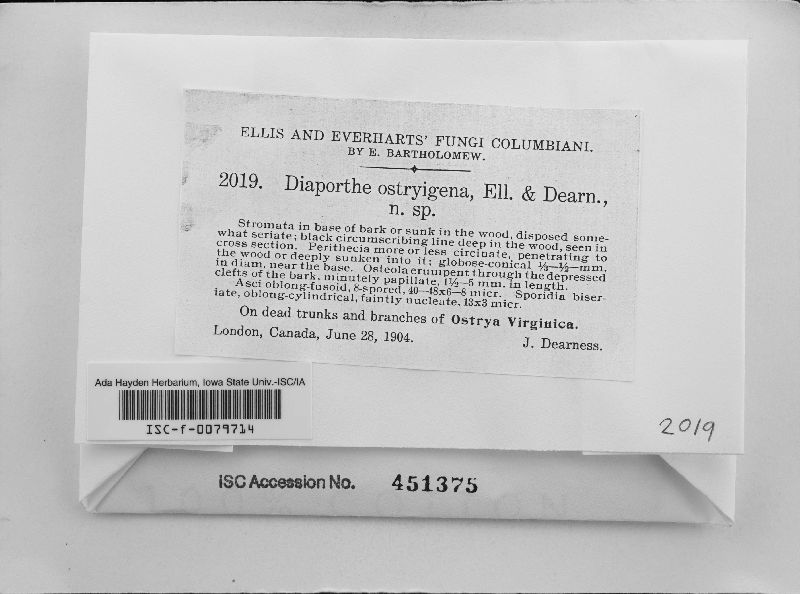 ELLIS AND EVERHARTS' FUNGI COLUMBIANI.
BY E. BARTHOLOMEW.
2019. Diaporthe ostryigena, Ell. & Dearn.,
n. sp.
Stromata in base of bark or sunk in the wood, disposed some-
what seriate; black circumscribing line deep in the wood, seen in
cross section. Perithecia more or less circinate, penetrating to
the wood or deeply sunken into it; globose-conical ⅓—½—mm,
in diam, near the base. Osteola erumpent through the depressed
clefts of the bark, minutely papillate, 1½—5 mm. in length.
Asci oblong-fusoid, 8-spored, 40—48x6—8 micr. Sporidia biser-
iate, oblong-cylindrical, faintly nucleate, 13x3 micr.
On dead trunks and branches of Ostrya Virginica.
London, Canada, June 28, 1904. J. Dearness.
Ada Hayden Herbarium, Iowa State Univ.-ISC/IA
ISC-f-0079714
2019
ISC Accession No. 451375